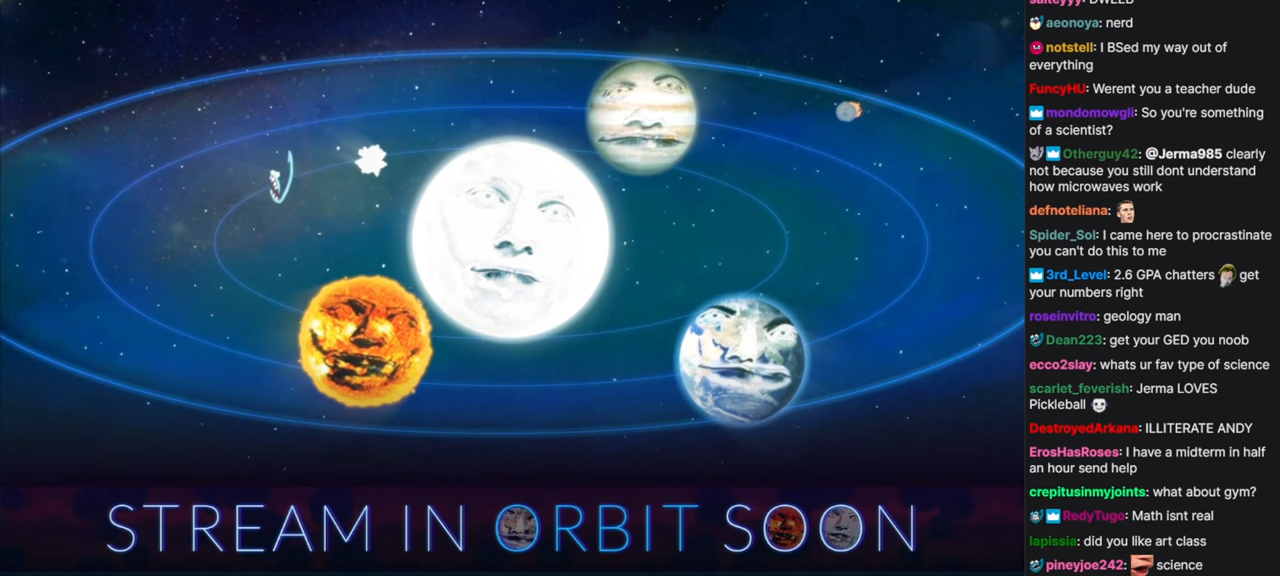 STREAM IN ORBIT SOON
aeonoya: nerd
notstell: I BSed my way out of
everything
FuncyHU: Werent you a teacher dude
mondomowgli: So you're something
of a scientist?
Otherguy42: @Jerma985 clearly
not because you still dont understand
how microwaves work
defnoteliana:
Spider_Sol: I came here to procrastinate
you can't do this to me
3rd_Level: 2.6 GPA chatters get
your numbers right
roseinvitro: geology man
Dean223: get your GED you noob
ecco2slay: whats ur fav type of science
scarlet_feverish: Jerma LOVES
Pickleball
DestroyedArkana: ILLITERATE ANDY
ErosHasRoses: I have a midterm in half
an hour send help
crepitusinmyjoints: what about gym?
RedyTugo: Math isnt real
lapissia: did you like art class
pineyjoe242: science